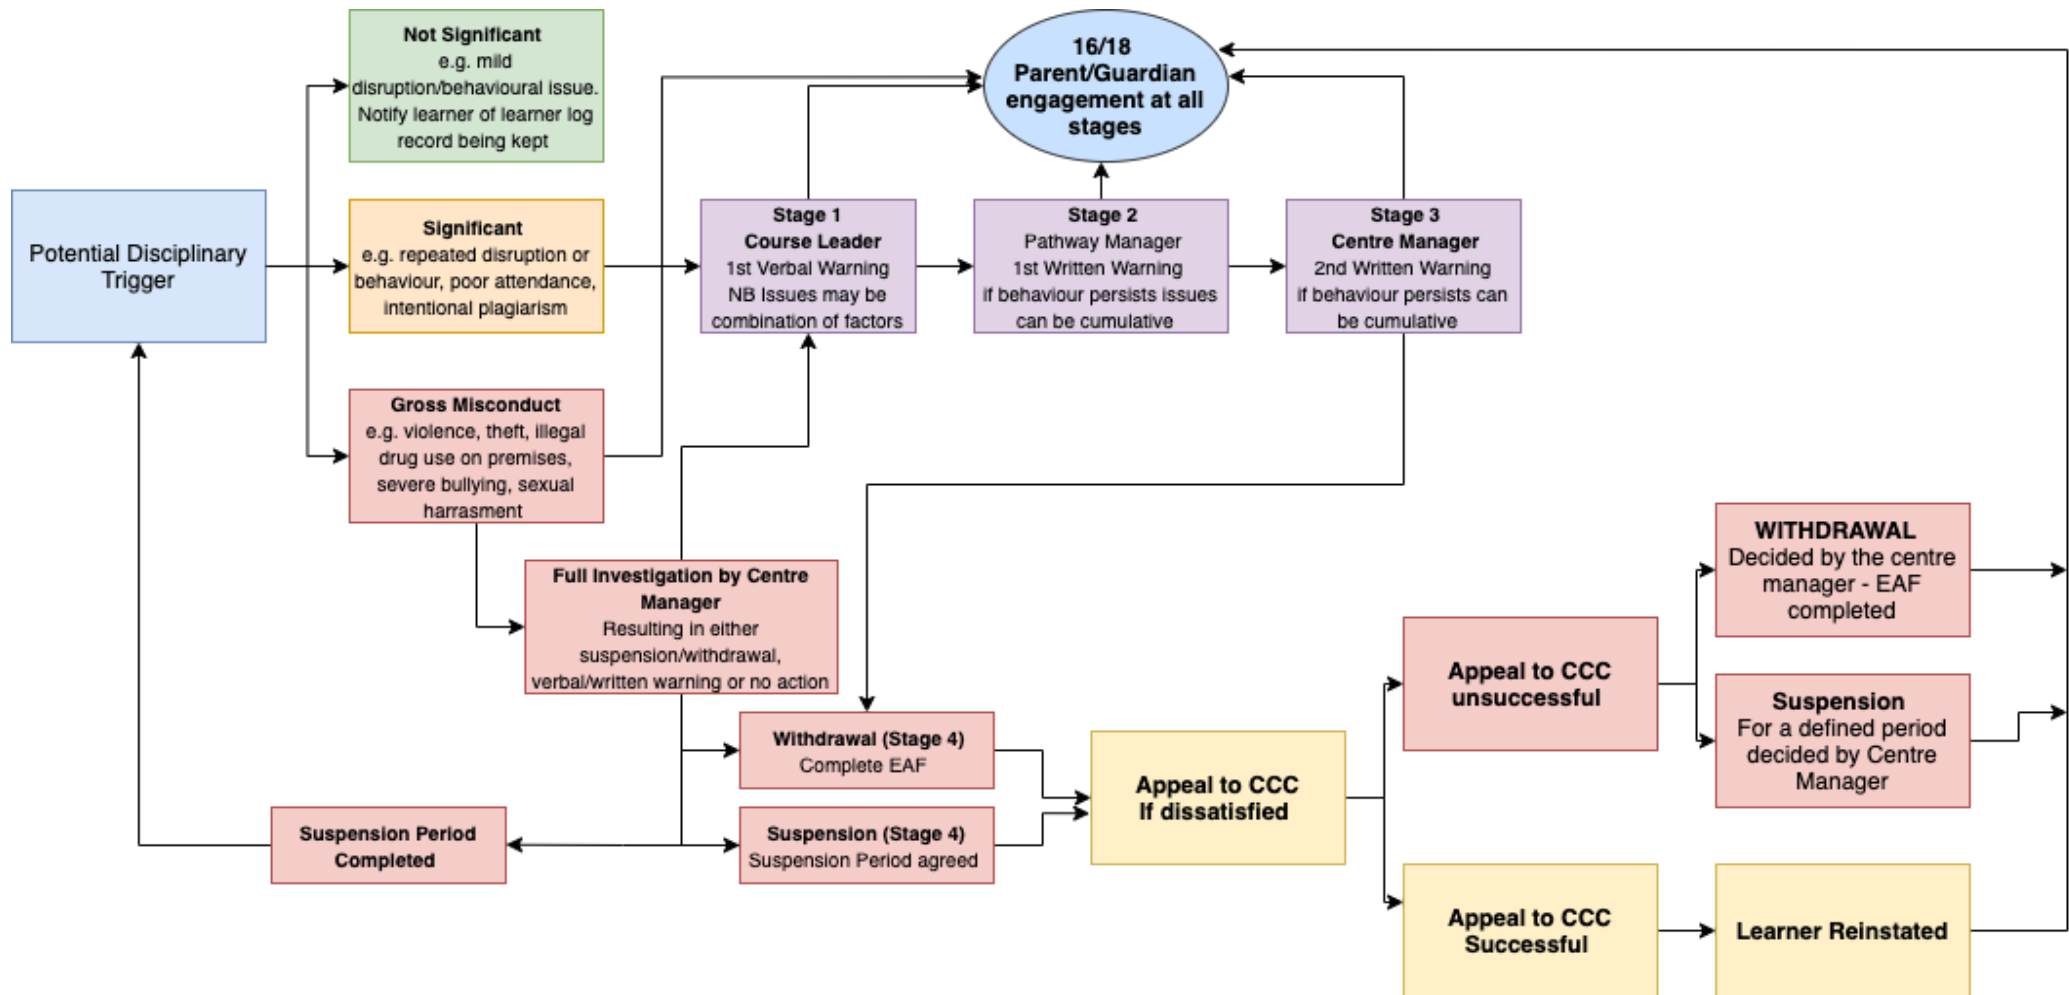 Not Significant
e.g. mild
disruption/behavioural issue.
Notify learner of learner log
record being kept
16/18
Parent/Guardian
engagement at all
stages
Potential Disciplinary
Trigger
Significant
e.g. repeated disruption or
behaviour, poor attendance,
intentional plagiarism
Stage 1
Course Leader
1st Verbal Warning
NB Issues may be
combination of factors
Stage 2
Pathway Manager
1st Written Warning
if behaviour persists issues
can be cumulative
Stage 3
Centre Manager
2nd Written Warning
if behaviour persists can
be cumulative
Gross Misconduct
e.g. violence, theft, illegal
drug use on premises,
severe bullying, sexual
harrasment
Full Investigation by Centre
Manager
Resulting in either
suspension/withdrawal,
verbal/written warning or no action
Withdrawal (Stage 4)
Complete EAF
Suspension Period
Completed
Suspension (Stage 4)
Suspension Period agreed
Appeal to CCC
If dissatisfied
Appeal to CCC
unsuccessful
WITHDRAWAL
Decided by the centre
manager - EAF
completed
Suspension
For a defined period
decided by Centre
Manager
Appeal to CCC
Successful
Learner Reinstated